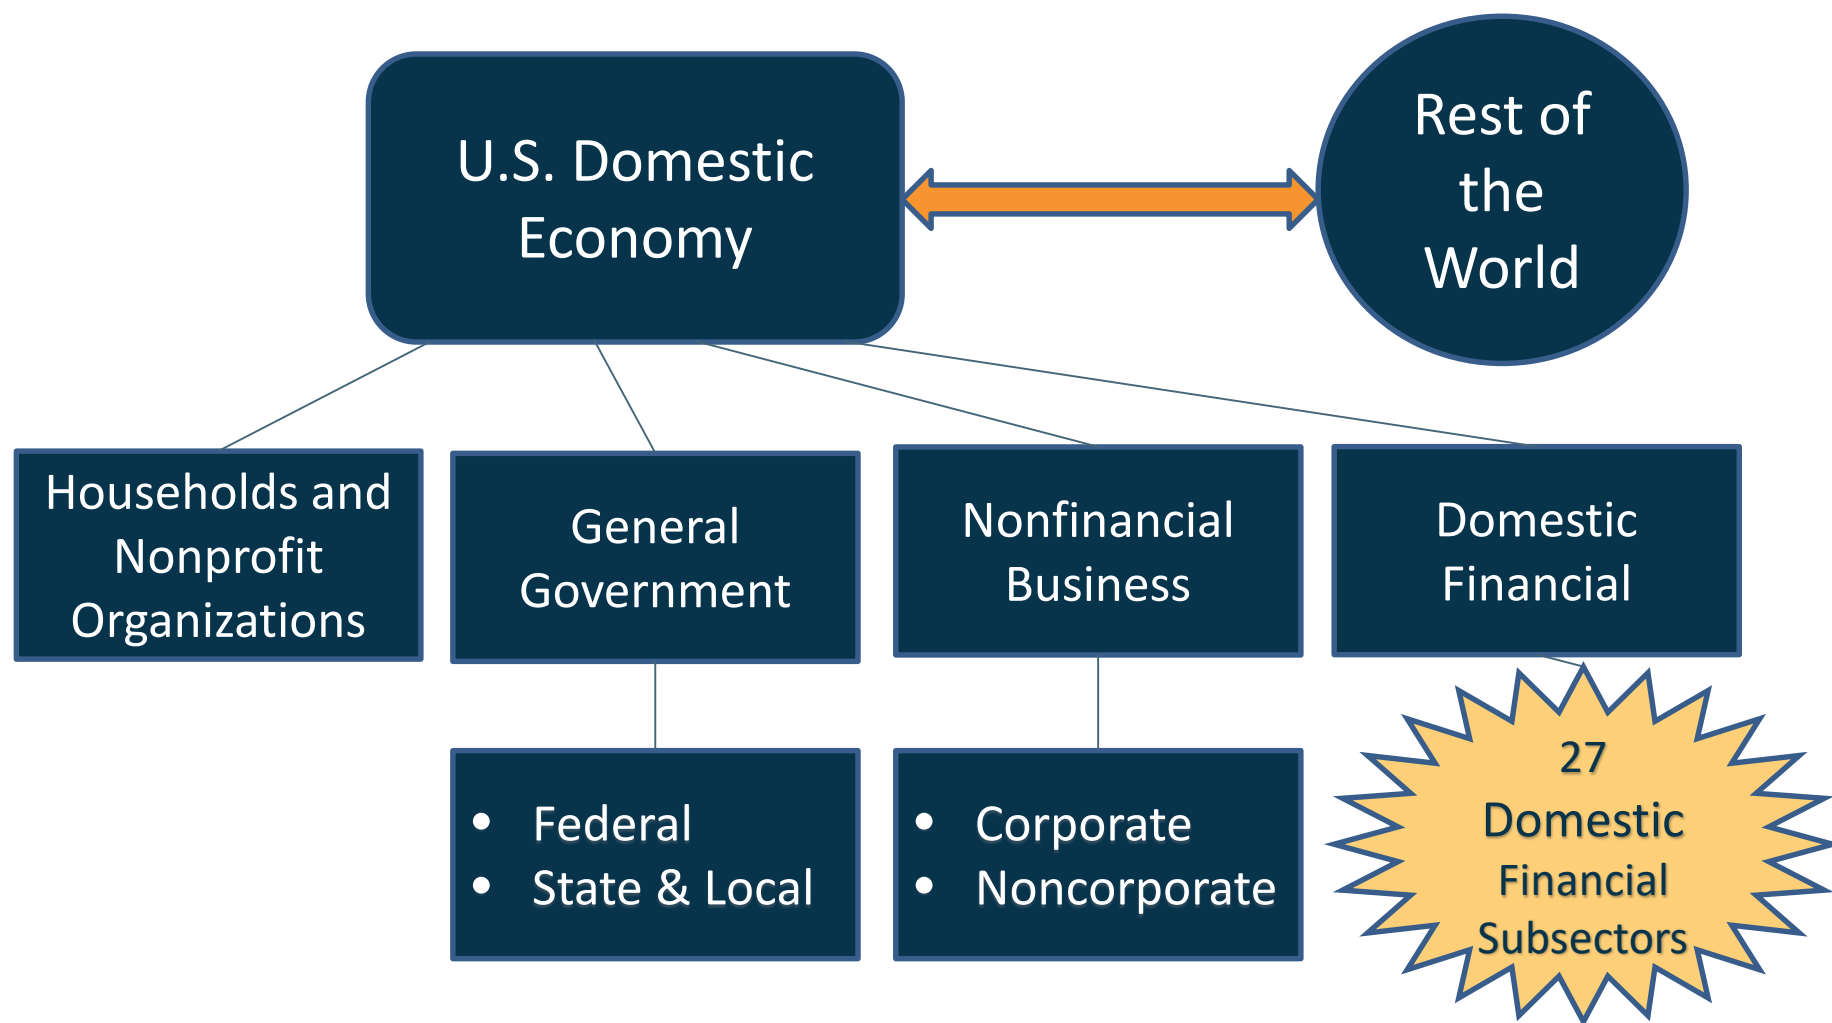 U.S. Domestic
Economy
Rest of
the
World
Households and
Nonprofit
Organizations
General
Government
Nonfinancial
Business
Domestic
Financial
• Federal
• State & Local
• Corporate
• Noncorporate
27
Domestic
Financial
Subsectors